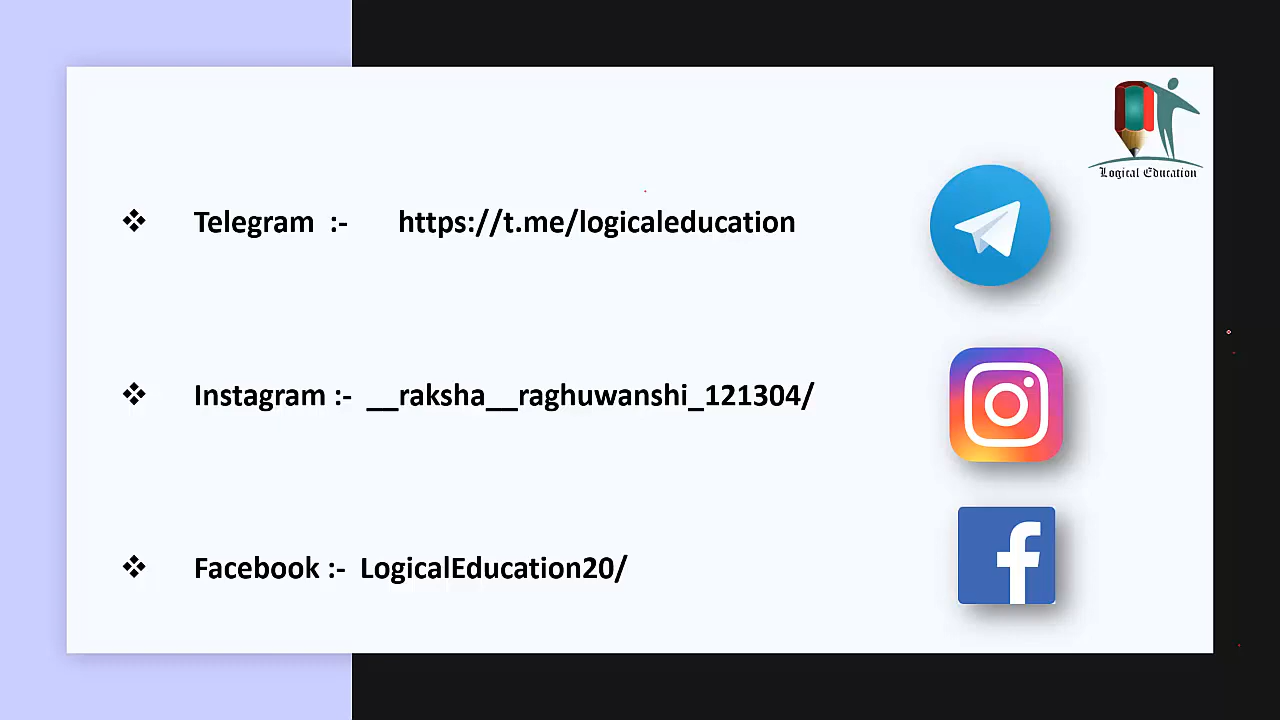 Logical Education
❖ Telegram :- https://t.me/logicaleducation
❖ Instagram :- __raksha__raghuwanshi_121304/
❖ Facebook :- LogicalEducation20/